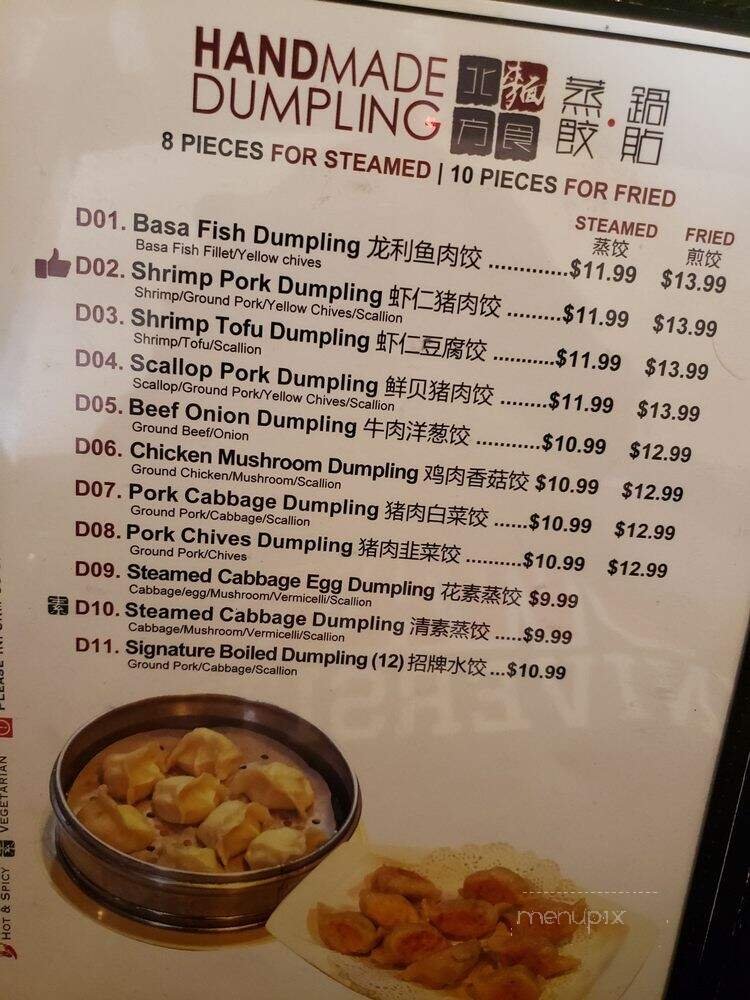 HANDMADE
DUMPLING
北麵
方食
蒸餃·鍋貼
8 PIECES FOR STEAMED | 10 PIECES FOR FRIED
STEAMED FRIED
蒸饺 煎饺
D01. Basa Fish Dumpling 龙利鱼肉饺 .............$11.99 $13.99
Basa Fish Fillet/Yellow chives
D02. Shrimp Pork Dumpling 虾仁猪肉饺 .........$11.99 $13.99
Shrimp/Ground Pork/Yellow Chives/Scallion
D03. Shrimp Tofu Dumpling 虾仁豆腐饺 ...........$11.99 $13.99
Shrimp/Tofu/Scallion
D04. Scallop Pork Dumpling 鲜贝猪肉饺 ........$11.99 $13.99
Scallop/Ground Pork/Yellow Chives/Scallion
D05. Beef Onion Dumpling 牛肉洋葱饺 ...........$10.99 $12.99
Ground Beef/Onion
D06. Chicken Mushroom Dumpling 鸡肉香菇饺 $10.99 $12.99
Ground Chicken/Mushroom/Scallion
D07. Pork Cabbage Dumpling 猪肉白菜饺 ......$10.99 $12.99
Ground Pork/Cabbage/Scallion
D08. Pork Chives Dumpling 猪肉韭菜饺 ..........$10.99 $12.99
Ground Pork/Chives
D09. Steamed Cabbage Egg Dumpling 花素蒸饺 $9.99
Cabbage/egg/Mushroom/Vermicelli/Scallion
素 D10. Steamed Cabbage Dumpling 清素蒸饺 .....$9.99
Cabbage/Mushroom/Vermicelli/Scallion
D11. Signature Boiled Dumpling (12) 招牌水饺 ...$10.99
Ground Pork/Cabbage/Scallion
HOT & SPICY 素 VEGETARIAN
menupix